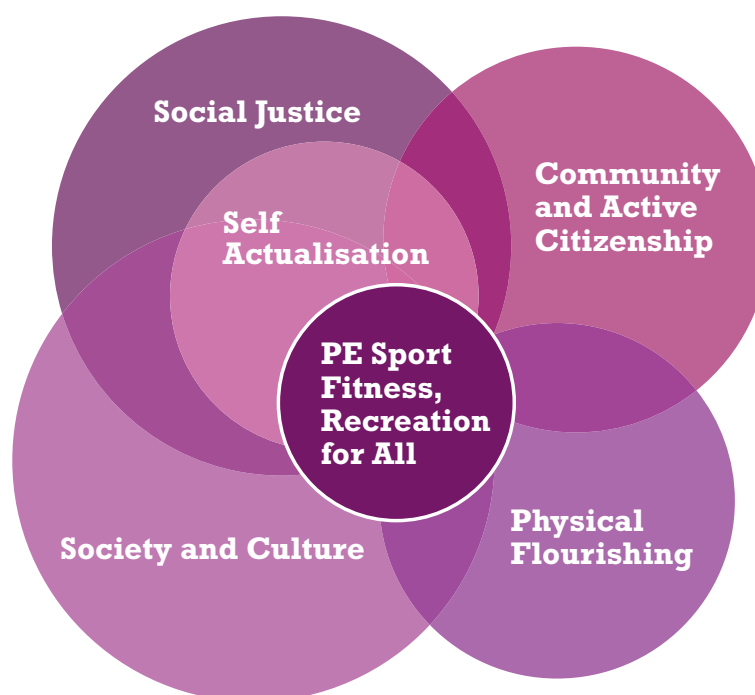 Social Justice
Community
and Active
Citizenship
Self
Actualisation
PE Sport
Fitness,
Recreation
for All
Society and Culture
Physical
Flourishing